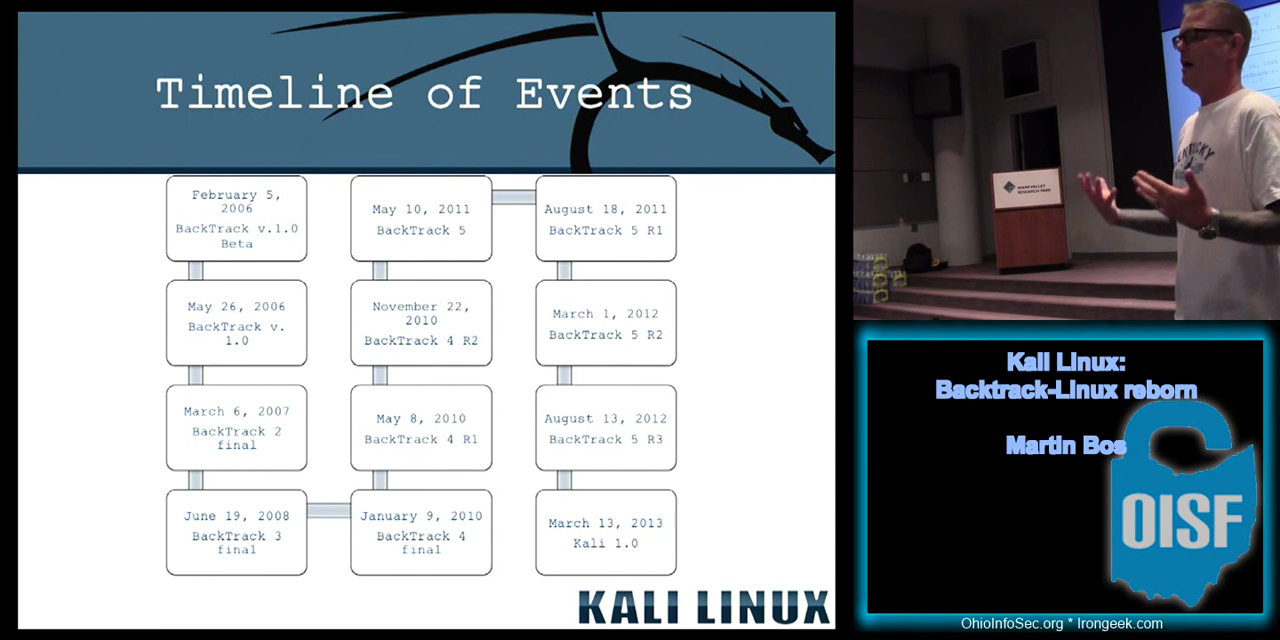 Timeline of Events
February 5,
2006
BackTrack v.1.0
Beta
May 26, 2006
BackTrack v.
1.0
March 6, 2007
BackTrack 2
final
June 19, 2008
BackTrack 3
final
January 9, 2010
BackTrack 4
final
May 8, 2010
BackTrack 4 R1
November 22,
2010
BackTrack 4 R2
May 10, 2011
BackTrack 5
August 18, 2011
BackTrack 5 R1
March 1, 2012
BackTrack 5 R2
August 13, 2012
BackTrack 5 R3
March 13, 2013
Kali 1.0
KALI LINUX
MIAMI VALLEY
RESEARCH PARK
Kali Linux:
Backtrack-Linux reborn
Martin Bos
OISF
OhioInfoSec.org * Irongeek.com